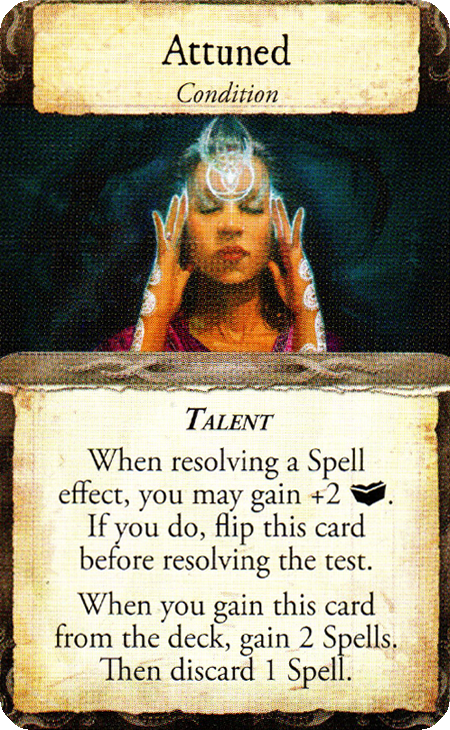 Attuned
Condition
Talent
When resolving a Spell
effect, you may gain +2 .
If you do, flip this card
before resolving the test.
When you gain this card
from the deck, gain 2 Spells.
Then discard 1 Spell.